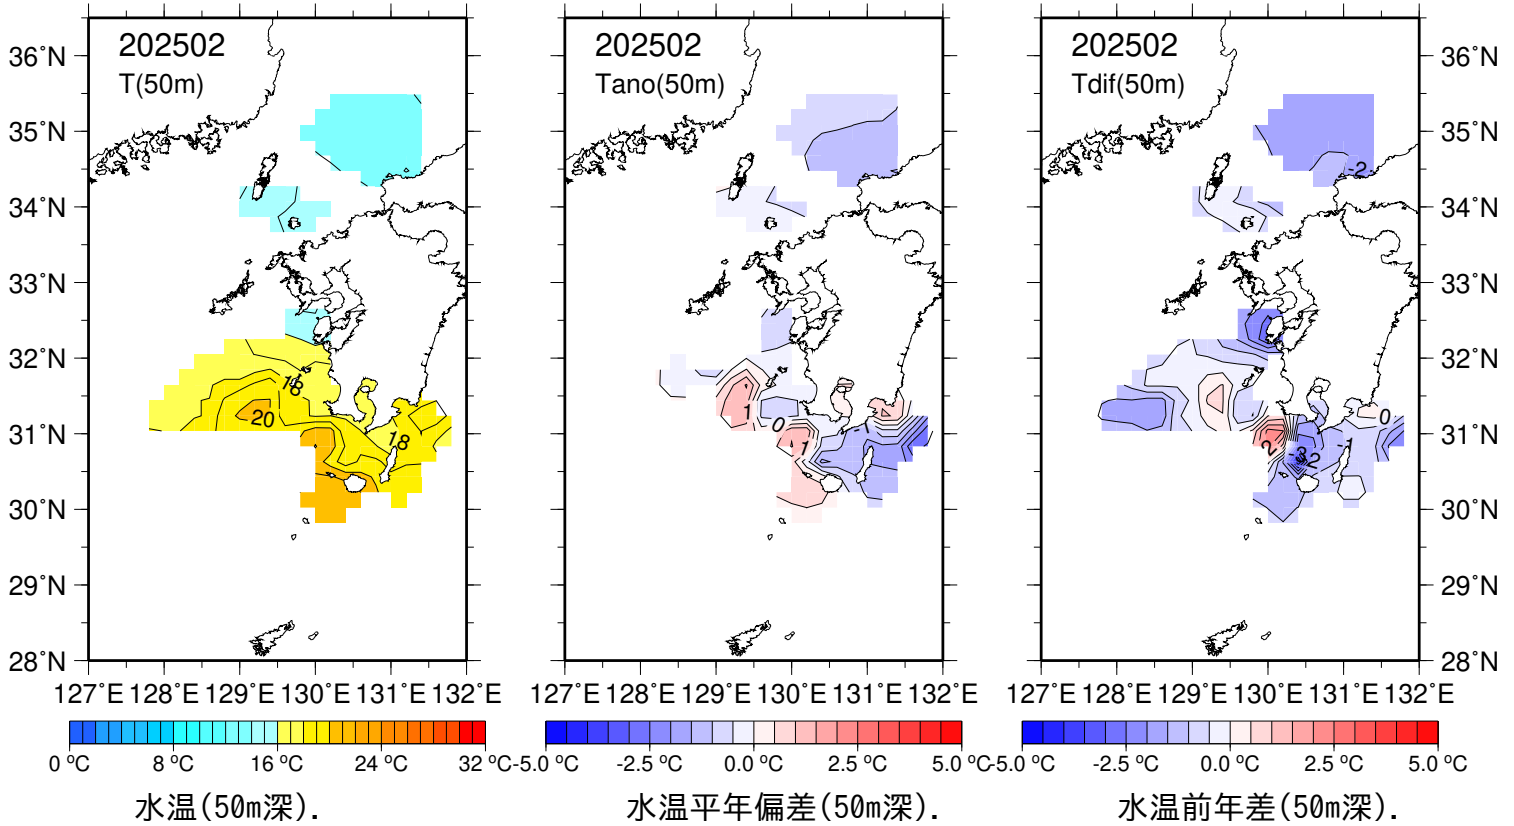 202502
T(50m)
36°N
35°N
34°N
33°N
32°N
31°N
30°N
29°N
28°N
18
20
18
127°E 128°E 129°E 130°E 131°E 132°E
0 °C 8 °C 16 °C 24 °C 32 °C
水温(50m深).
202502
Tano(50m)
1
0
1
127°E 128°E 129°E 130°E 131°E 132°E
-5.0 °C -2.5 °C 0.0 °C 2.5 °C 5.0 °C
水温平年偏差(50m深).
202502
Tdif(50m)
36°N
35°N
34°N
33°N
32°N
31°N
30°N
29°N
28°N
-2
0
2
-1
127°E 128°E 129°E 130°E 131°E 132°E
-5.0 °C -2.5 °C 0.0 °C 2.5 °C 5.0 °C
水温前年差(50m深).